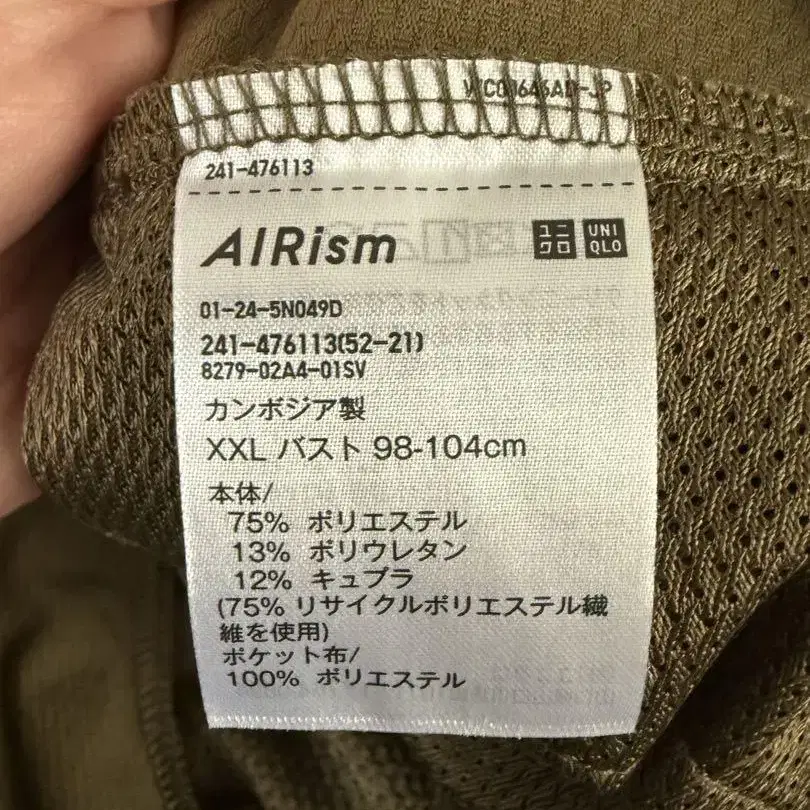 241-476113
AIRism
ユニクロ UNIQLO
01-24-5N049D
241-476113(52-21)
8279-02A4-01SV
カンボジア製
XXL バスト 98-104cm
本体/
75% ポリエステル
13% ポリウレタン
12% キュプラ
(75% リサイクルポリエステル繊
維を使用)
ポケット布/
100% ポリエステル